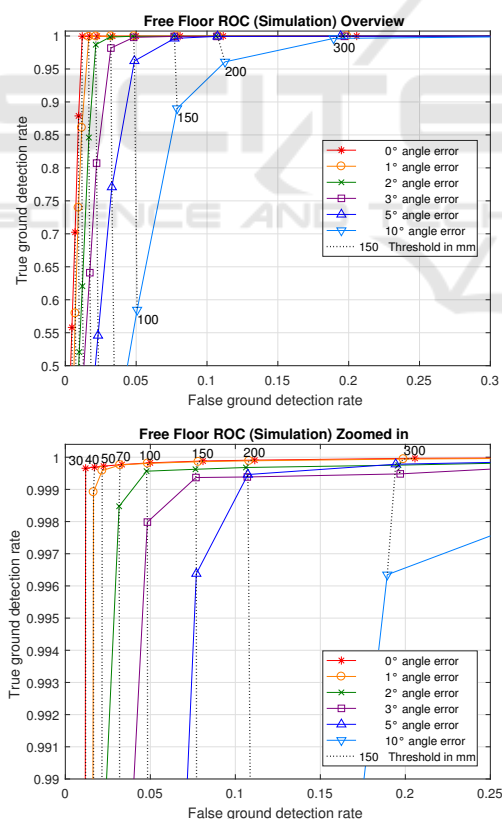 Free Floor ROC (Simulation) Overview
1
0.95
0.9
0.85
0.8
0.75
0.7
0.65
0.6
0.55
0.5
True ground detection rate
300
200
150
100
0° angle error
1° angle error
2° angle error
3° angle error
5° angle error
10° angle error
150 Threshold in mm
0 0.05 0.1 0.15 0.2 0.25 0.3
False ground detection rate
Free Floor ROC (Simulation) Zoomed in
30 40 50 70 100 150 200 300
1
0.999
0.998
0.997
0.996
0.995
0.994
0.993
0.992
0.991
0.99
True ground detection rate
0° angle error
1° angle error
2° angle error
3° angle error
5° angle error
10° angle error
150 Threshold in mm
0 0.05 0.1 0.15 0.2 0.25
False ground detection rate